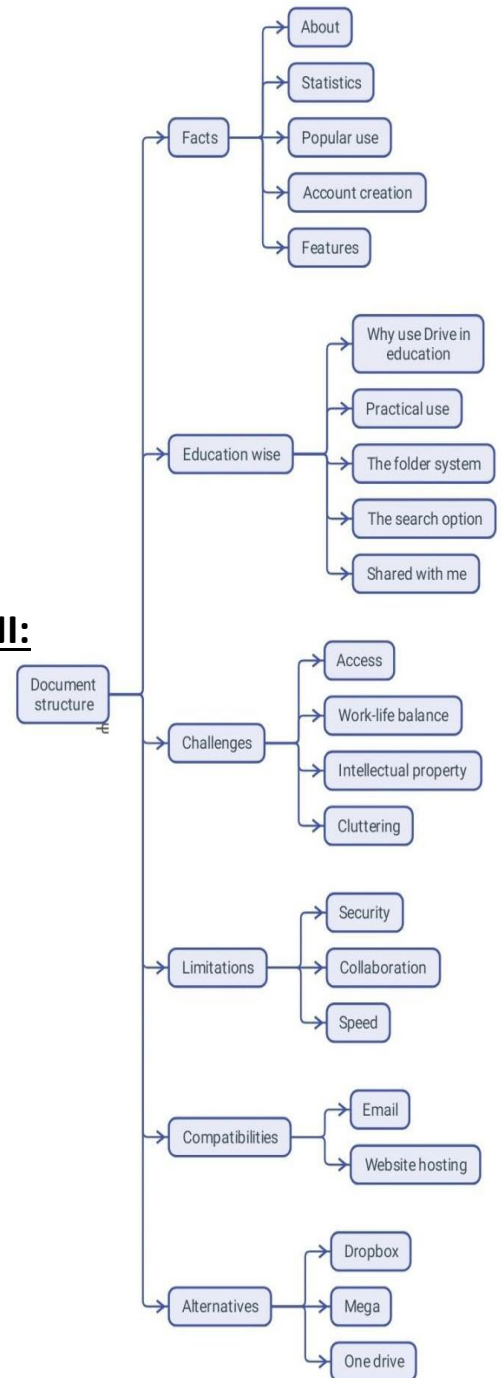 About
Statistics
Facts
Popular use
Account creation
Features
Why use Drive in
education
Practical use
Education wise
The folder system
The search option
Shared with me
ll:
Document
structure
Access
Work-life balance
Challenges
Intellectual property
Cluttering
Security
Limitations
Collaboration
Speed
Email
Compatibilities
Website hosting
Dropbox
Alternatives
Mega
One drive